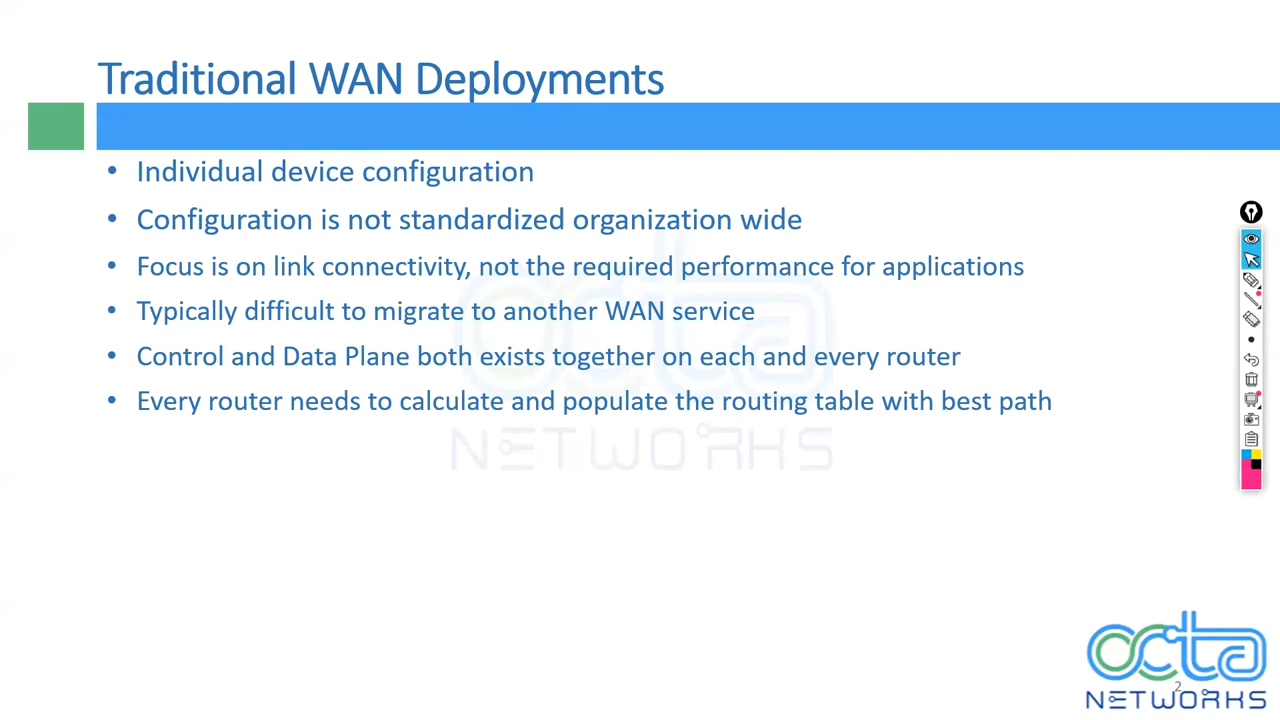 Traditional WAN Deployments
• Individual device configuration
• Configuration is not standardized organization wide
• Focus is on link connectivity, not the required performance for applications
• Typically difficult to migrate to another WAN service
• Control and Data Plane both exists together on each and every router
• Every router needs to calculate and populate the routing table with best path
octa
NETWORKS
octa
2
NETWORKS